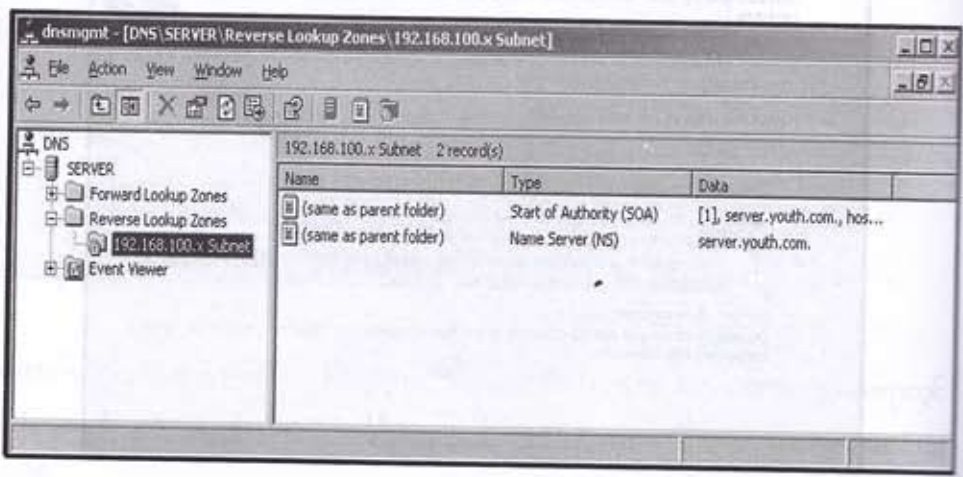 dnsmgmt - [DNS\SERVER\Reverse Lookup Zones\192.168.100.x Subnet]
File Action View Window Help
DNS
SERVER
Forward Lookup Zones
Reverse Lookup Zones
192.168.100.x Subnet
Event Viewer
192.168.100.x Subnet 2 record(s)
Name Type Data
(same as parent folder) Start of Authority (SOA) [1], server.youth.com., hos...
(same as parent folder) Name Server (NS) server.youth.com.